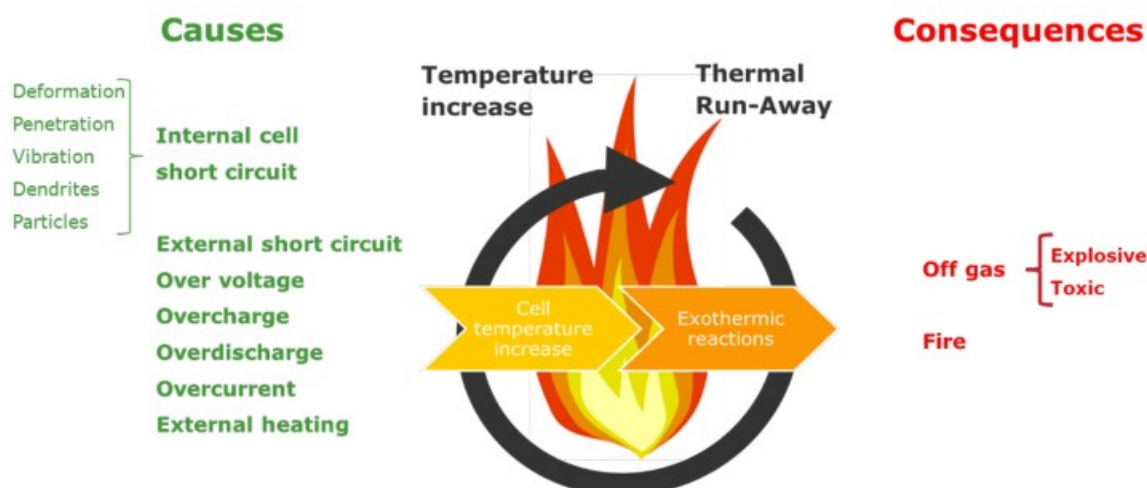 Causes
Deformation
Penetration
Vibration
Dendrites
Particles
Internal cell
short circuit
External short circuit
Over voltage
Overcharge
Overdischarge
Overcurrent
External heating
Temperature
increase
Thermal
Run-Away
Cell
temperature
increase
Exothermic
reactions
Consequences
Off gas
Explosive
Toxic
Fire